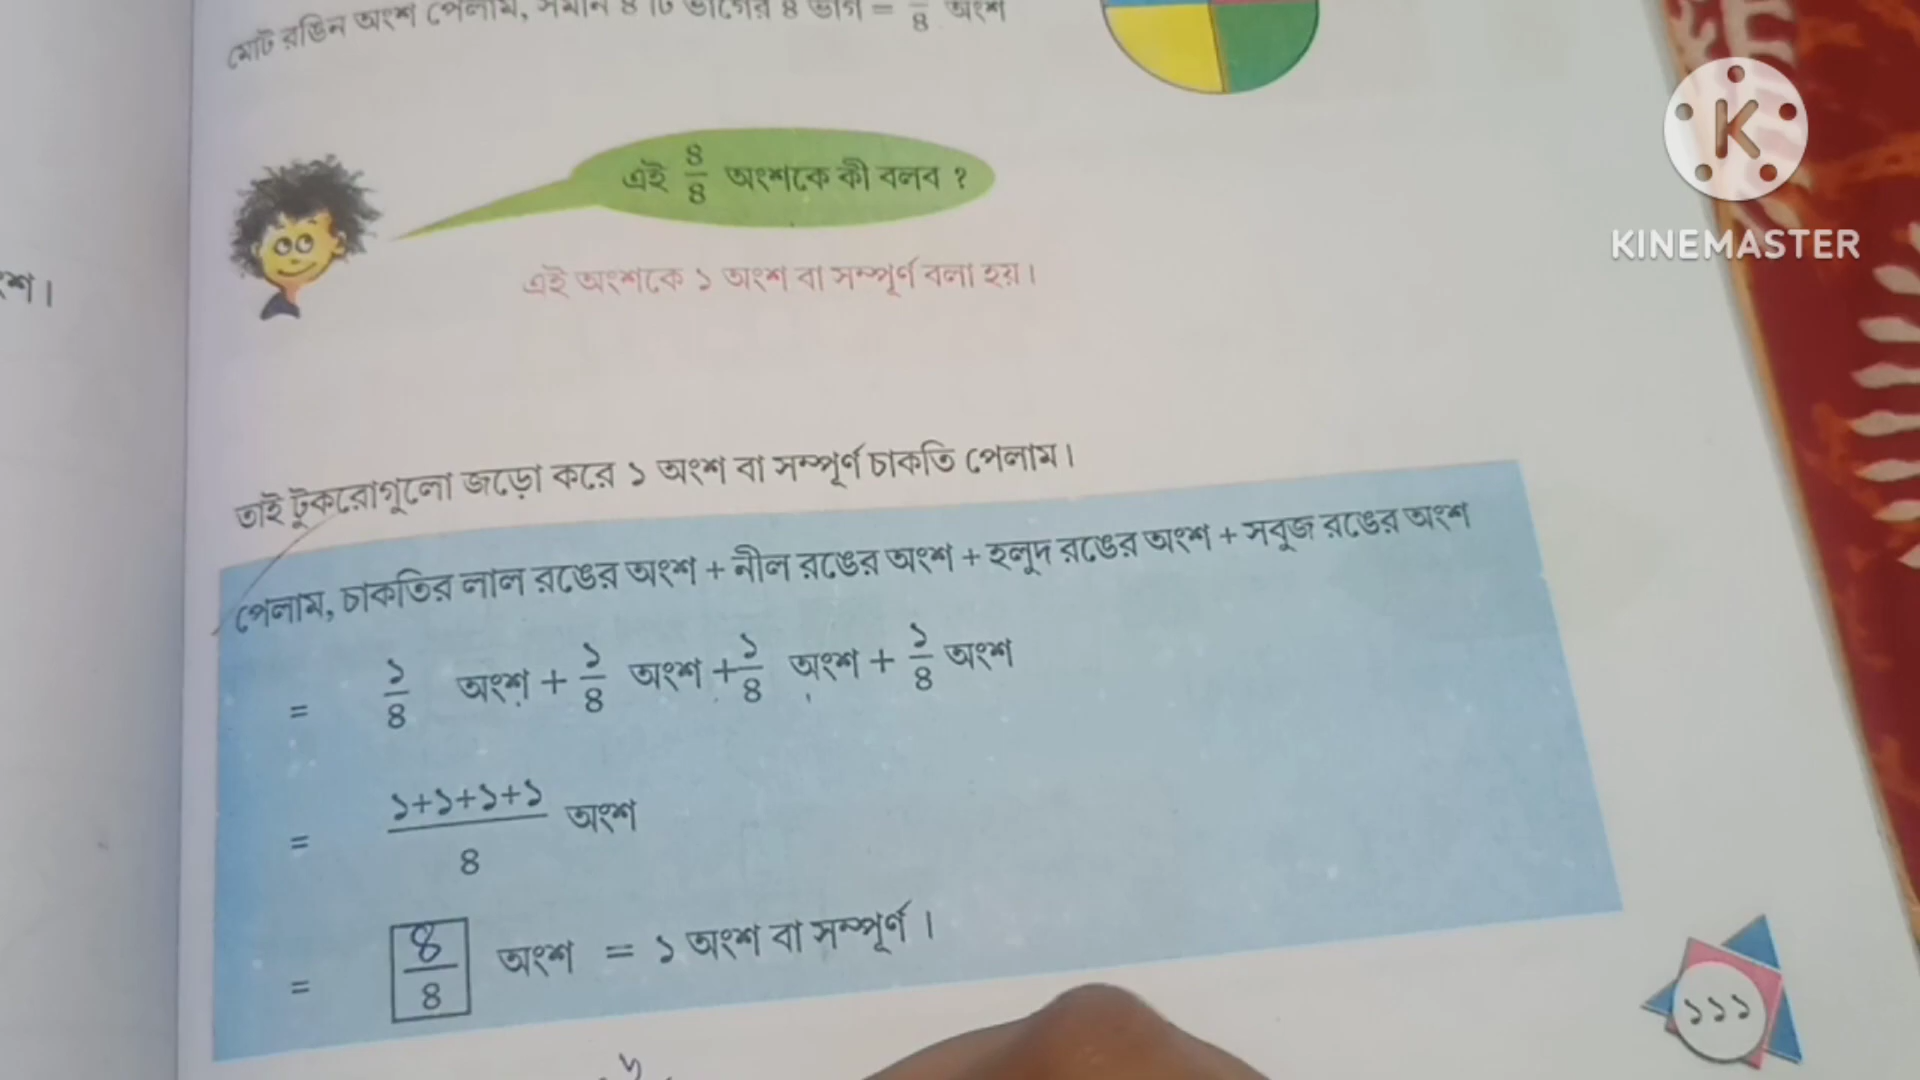 মোট রঙিন অংশ পেলাম, সমান ৪ টি ভাগের ৪ ভাগ = –/৪ অংশ
এই ৪/৪ অংশকে কী বলব ?
KINEMASTER
এই অংশকে ১ অংশ বা সম্পূর্ণ বলা হয়।
তাই টুকরোগুলো জড়ো করে ১ অংশ বা সম্পূর্ণ চাকতি পেলাম।
পেলাম, চাকতির লাল রঙের অংশ + নীল রঙের অংশ + হলুদ রঙের অংশ + সবুজ রঙের অংশ
= ১/৪ অংশ + ১/৪ অংশ + ১/৪ অংশ + ১/৪ অংশ
= ১+১+১+১/৪ অংশ
= ৪/৪ অংশ = ১ অংশ বা সম্পূর্ণ।
১১১